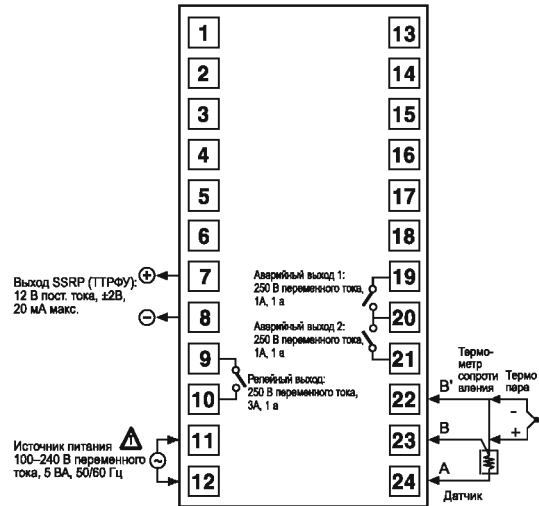 1
2
3
4
5
6
7
8
9
10
11
12
13
14
15
16
17
18
19
20
21
22
23
24
Выход SSRP (ТТРФУ):
12 В пост. тока, ±2В,
20 мА макс.
+
−
Источник питания
100–240 В переменного
тока, 5 ВА, 50/60 Гц
Релейный выход:
250 В переменного тока,
3А, 1 а
Аварийный выход 1:
250 В переменного тока,
1А, 1 а
Аварийный выход 2:
250 В переменного тока,
1А, 1 а
Термо-
метр
сопроти
вления
Термо
пара
B'
B
A
-
+
Датчик